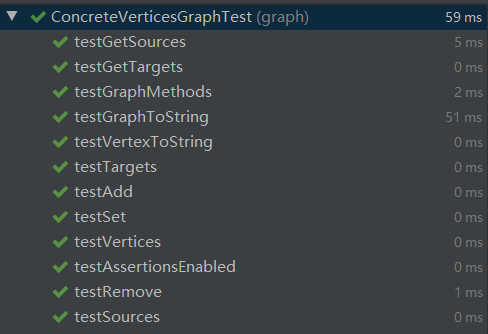 ConcreteVerticesGraphTest (graph) 59 ms
testGetSources 5 ms
testGetTargets 0 ms
testGraphMethods 2 ms
testGraphToString 51 ms
testVertexToString 0 ms
testTargets 0 ms
testAdd 0 ms
testSet 0 ms
testVertices 0 ms
testAssertionsEnabled 0 ms
testRemove 1 ms
testSources 0 ms